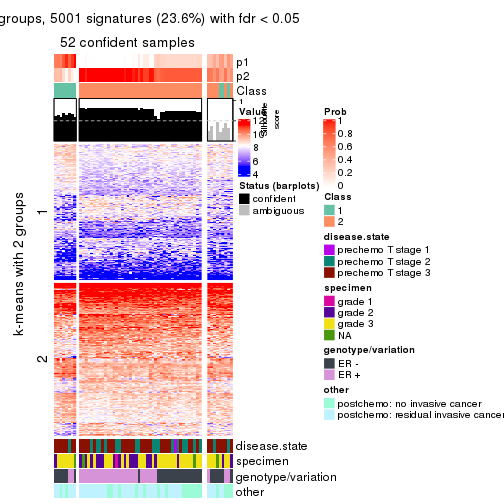 groups, 5001 signatures (23.6%) with fdr < 0.05
52 confident samples
p1
p2
Class
1
Silhouette
score
Value
12
10
8
6
4
Status (barplots)
confident
ambiguous
Prob
1
0.8
0.6
0.4
0.2
0
Class
1
2
disease.state
prechemo T stage 1
prechemo T stage 2
prechemo T stage 3
specimen
grade 1
grade 2
grade 3
NA
genotype/variation
ER -
ER +
other
postchemo: no invasive cancer
postchemo: residual invasive cancer
k-means with 2 groups
1
2
disease.state
specimen
genotype/variation
other